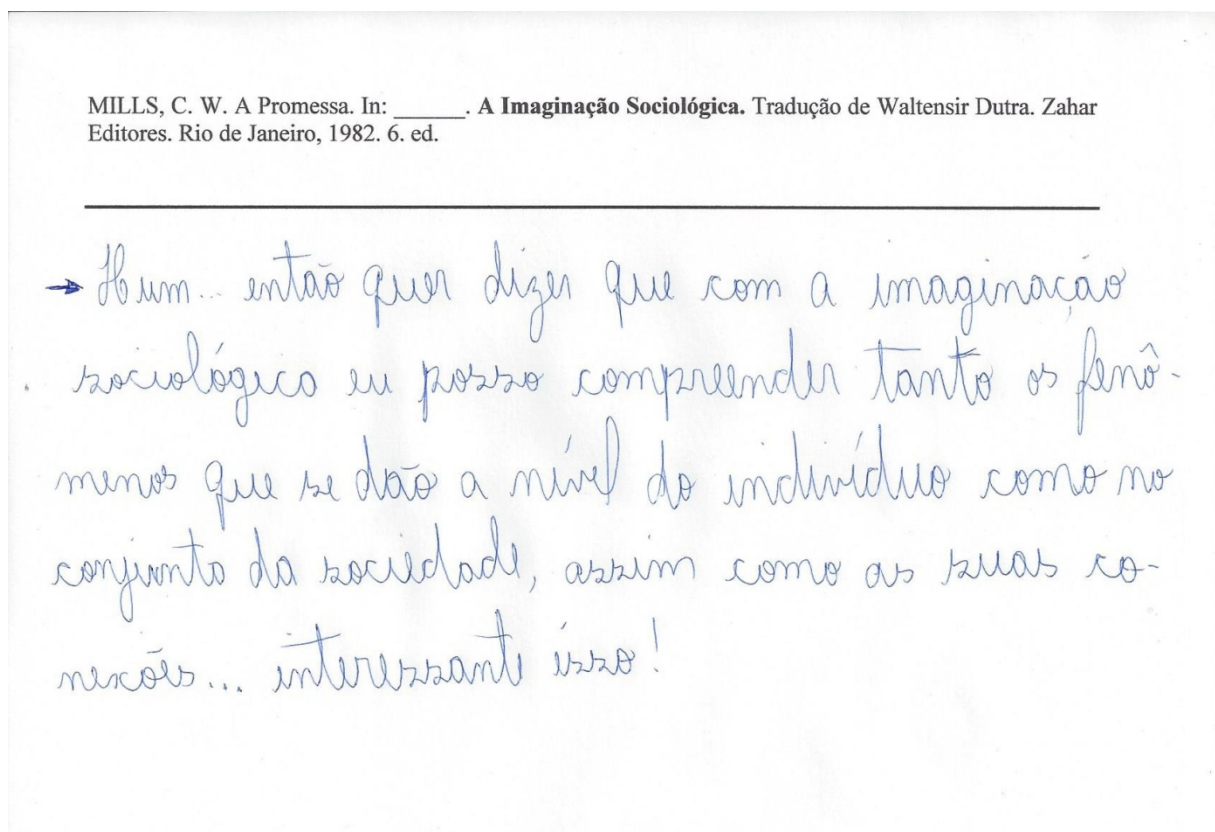 MILLS, C. W. A Promessa. In: ______. A Imaginação Sociológica. Tradução de Waltensir Dutra. Zahar
Editores. Rio de Janeiro, 1982. 6. ed.
→ Hum... então quer dizer que com a imaginação
sociológica eu posso compreender tanto os fenô-
menos que se dão a nível do indivíduo como no
conjunto da sociedade, assim como as suas co-
nexões... interessante isso!